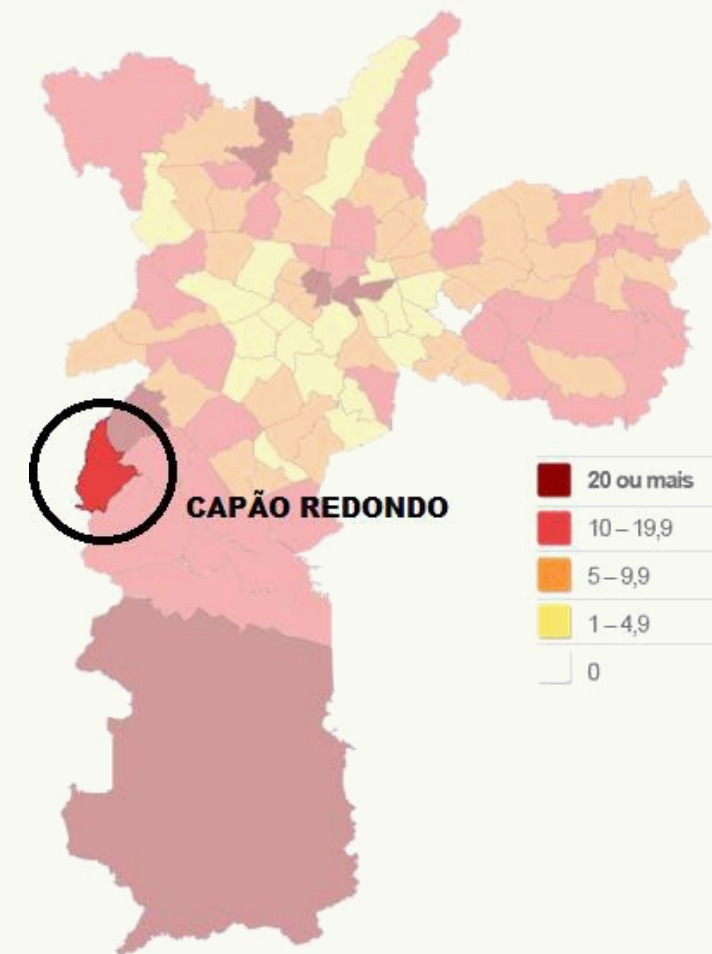 CAPÃO REDONDO
20 ou mais
10 – 19,9
5 – 9,9
1 – 4,9
0